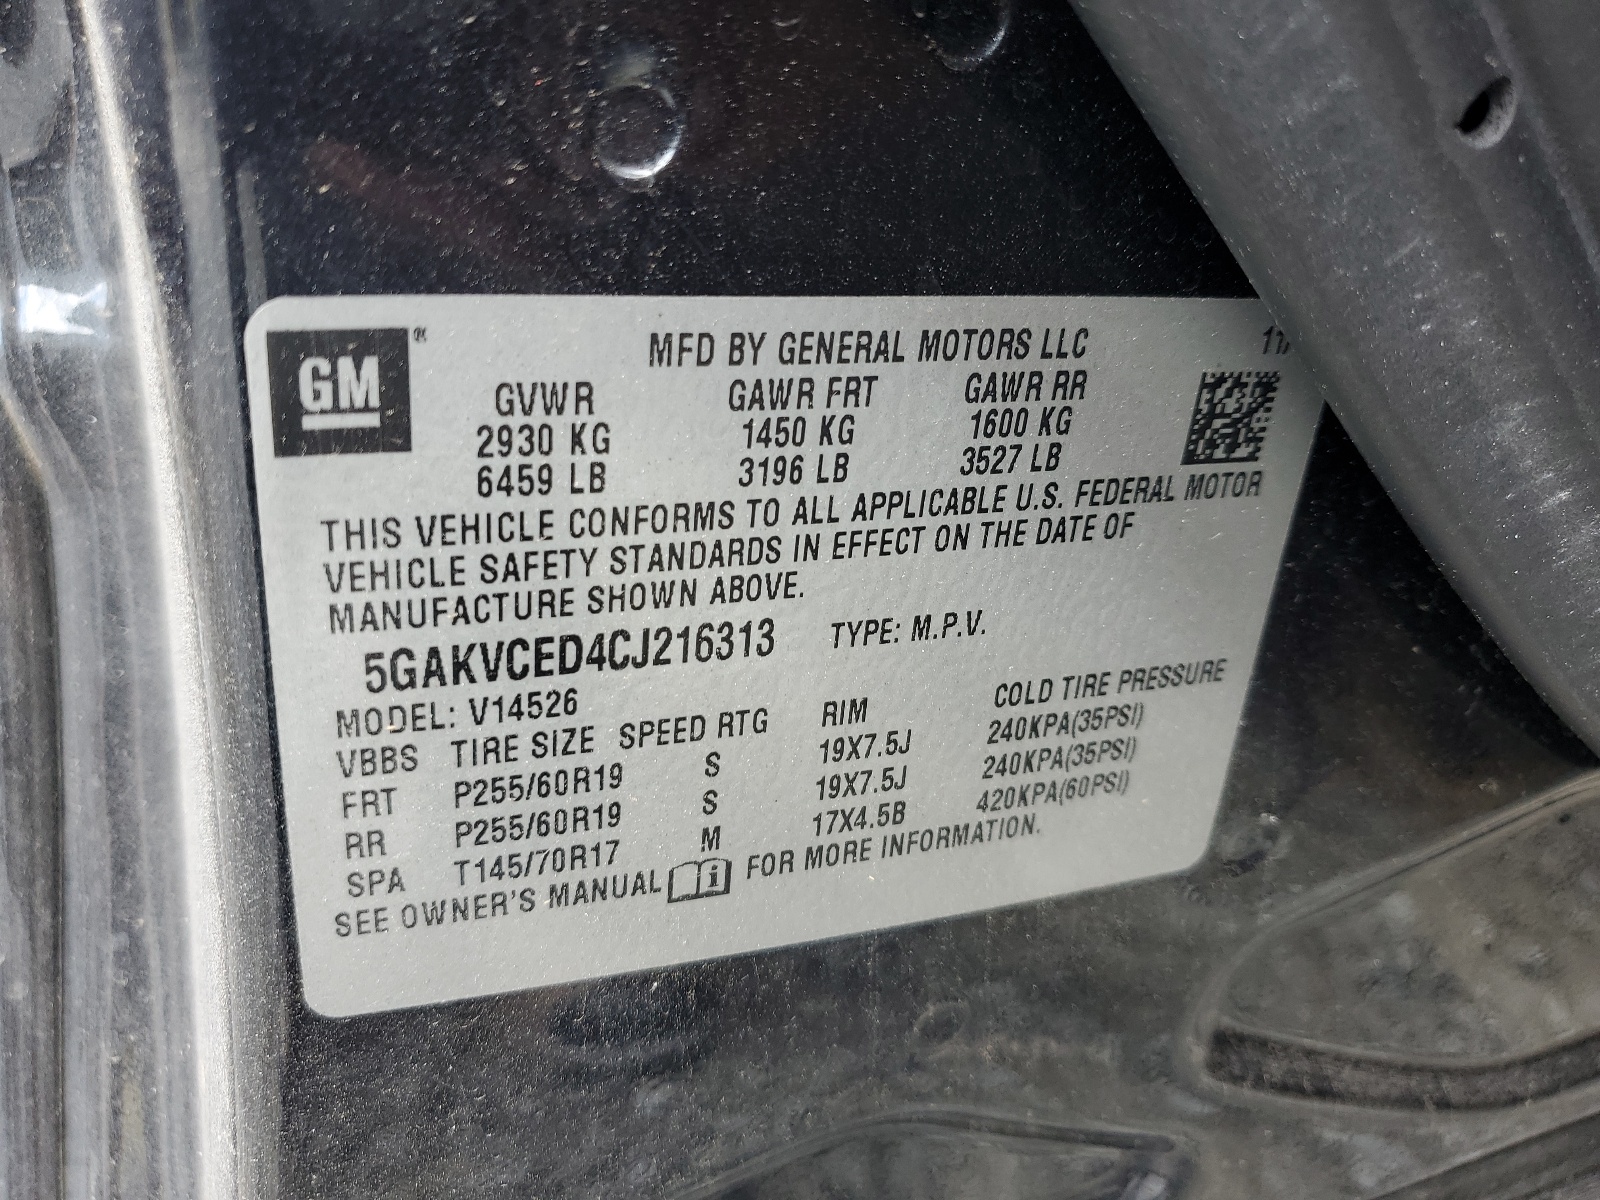 GM ® MFD BY GENERAL MOTORS LLC
GVWR GAWR FRT GAWR RR
2930 KG 1450 KG 1600 KG
6459 LB 3196 LB 3527 LB
THIS VEHICLE CONFORMS TO ALL APPLICABLE U.S. FEDERAL MOTOR
VEHICLE SAFETY STANDARDS IN EFFECT ON THE DATE OF
MANUFACTURE SHOWN ABOVE.
5GAKVCED4CJ216313 TYPE: M.P.V.
MODEL: V14526
VBBS TIRE SIZE SPEED RTG RIM COLD TIRE PRESSURE
FRT P255/60R19 S 19X7.5J 240KPA(35PSI)
RR P255/60R19 S 19X7.5J 240KPA(35PSI)
SPA T145/70R17 M 17X4.5B 420KPA(60PSI)
SEE OWNER'S MANUAL i FOR MORE INFORMATION.